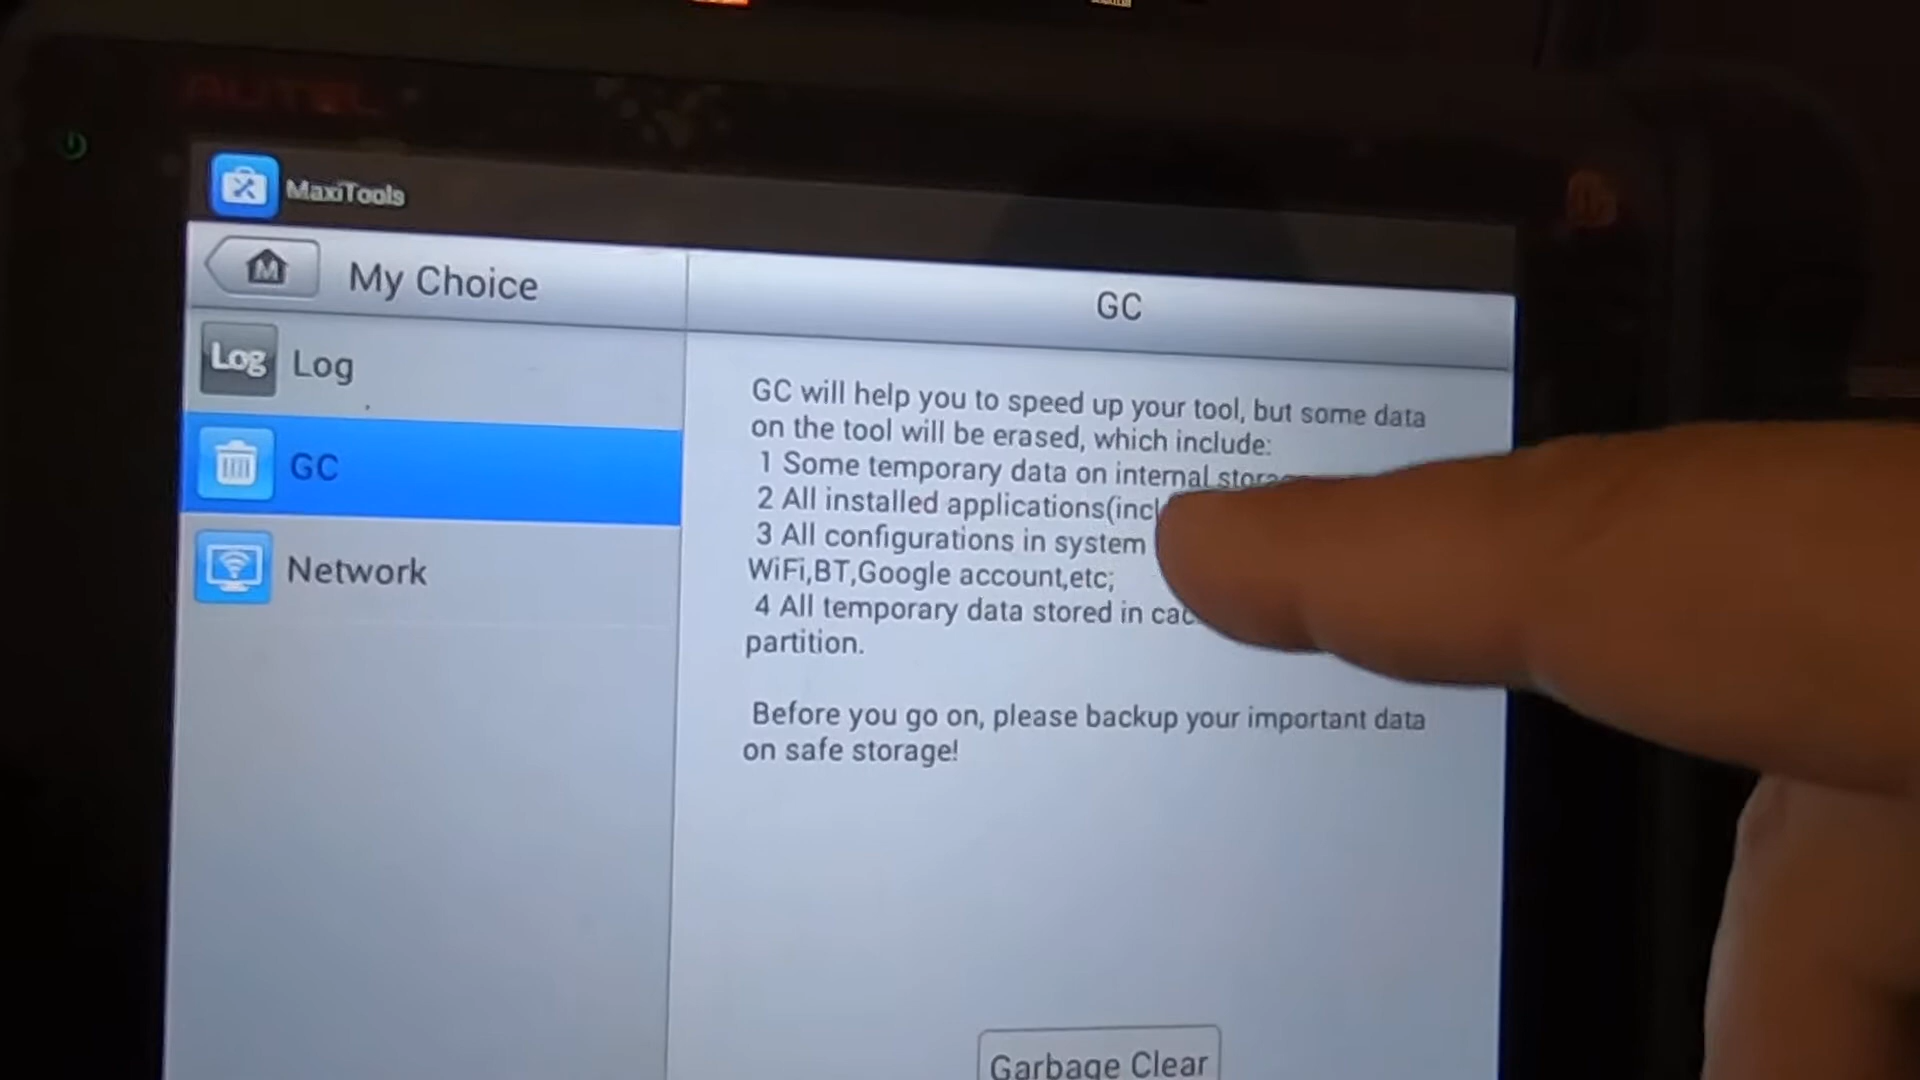 AUTEL
MaxiTools
My Choice
GC
Log Log
GC
Network
GC will help you to speed up your tool, but some data
on the tool will be erased, which include:
1 Some temporary data on internal
2 All installed applications(incl
3 All configurations in system
WiFi,BT,Google account,etc;
4 All temporary data stored in
partition.
Before you go on, please backup your important data
on safe storage!
Garbage Clear